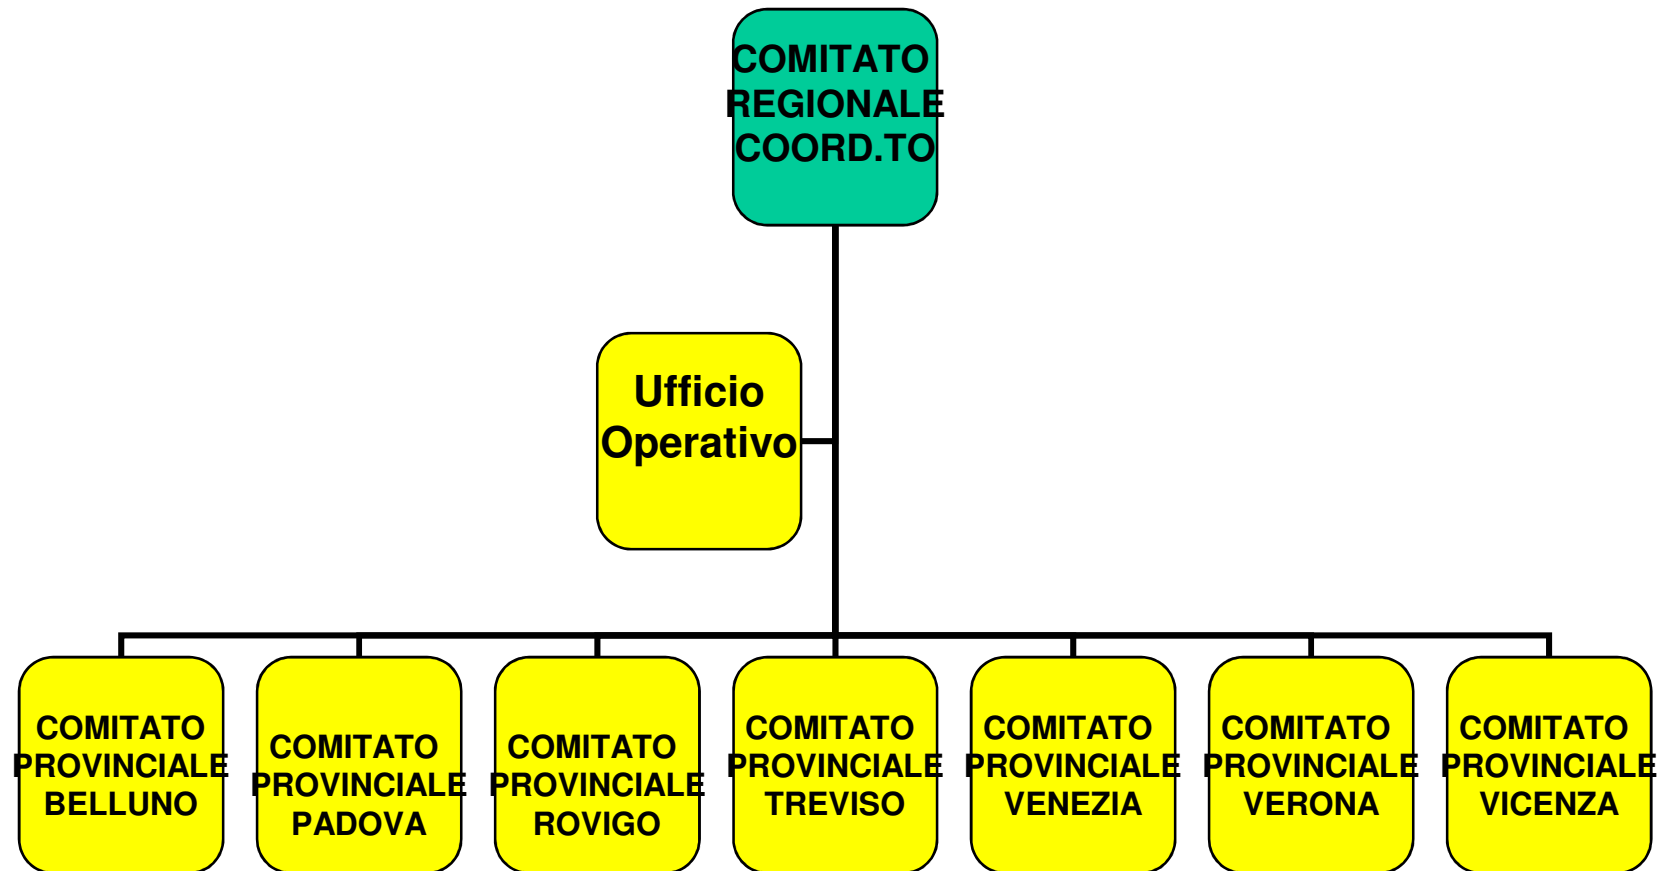 COMITATO
REGIONALE
COORD.TO
Ufficio
Operativo
COMITATO
PROVINCIALE
BELLUNO
COMITATO
PROVINCIALE
PADOVA
COMITATO
PROVINCIALE
ROVIGO
COMITATO
PROVINCIALE
TREVISO
COMITATO
PROVINCIALE
VENEZIA
COMITATO
PROVINCIALE
VERONA
COMITATO
PROVINCIALE
VICENZA